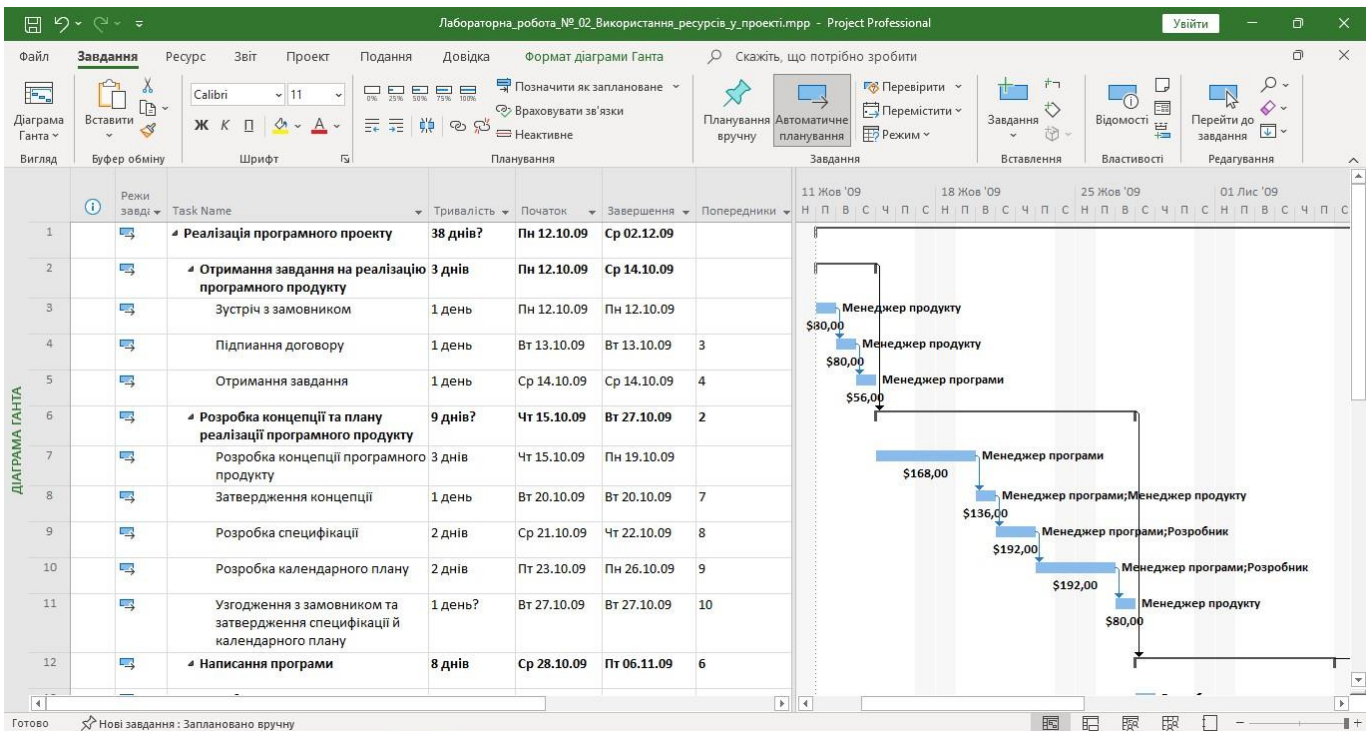 Лабораторна_робота_№_02_Використання_ресурсів_у_проекті.mpp - Project Professional
Увійти
Файл Завдання Ресурс Звіт Проект Подання Довідка Формат діаграми Ганта Скажіть, що потрібно зробити
Діаграма Ганта
Вигляд
Вставити
Буфер обміну
Calibri 11
Ж К П А
Шрифт
0% 25% 50% 75% 100%
Позначити як заплановане
Враховувати зв'язки
Неактивне
Планування
Планування вручну
Автоматичне планування
Перевірити
Перемістити
Режим
Завдання
Завдання
Вставлення
Відомості
Властивості
Перейти до завдання
Редагування
Режи завда Task Name Тривалість Початок Завершення Попередники
11 Жов '09 18 Жов '09 25 Жов '09 01 Лис '09
Н П В С Ч П С Н П В С Ч П С Н П В С Ч П С Н П В С Ч П С
1 Реалізація програмного проекту 38 днів? Пн 12.10.09 Ср 02.12.09
2 Отримання завдання на реалізацію 3 днів Пн 12.10.09 Ср 14.10.09
програмного продукту
3 Зустріч з замовником 1 день Пн 12.10.09 Пн 12.10.09
4 Підпиання договору 1 день Вт 13.10.09 Вт 13.10.09 3
5 Отримання завдання 1 день Ср 14.10.09 Ср 14.10.09 4
6 Розробка концепції та плану 9 днів? Чт 15.10.09 Вт 27.10.09 2
реалізації програмного продукту
7 Розробка концепції програмного 3 днів Чт 15.10.09 Пн 19.10.09
продукту
8 Затвердження концепції 1 день Вт 20.10.09 Вт 20.10.09 7
9 Розробка специфікації 2 днів Ср 21.10.09 Чт 22.10.09 8
10 Розробка календарного плану 2 днів Пт 23.10.09 Пн 26.10.09 9
11 Узгодження з замовником та 1 день? Вт 27.10.09 Вт 27.10.09 10
затвердження специфікації й
календарного плану
12 Написання програми 8 днів Ср 28.10.09 Пт 06.11.09 6
Менеджер продукту
$80,00
Менеджер продукту
$80,00
Менеджер програми
$56,00
Менеджер програми
$168,00
Менеджер програми;Менеджер продукту
$136,00
Менеджер програми;Розробник
$192,00
Менеджер програми;Розробник
$192,00
Менеджер продукту
$80,00
ДІАГРАМА ГАНТА
Готово Нові завдання : Заплановано вручну